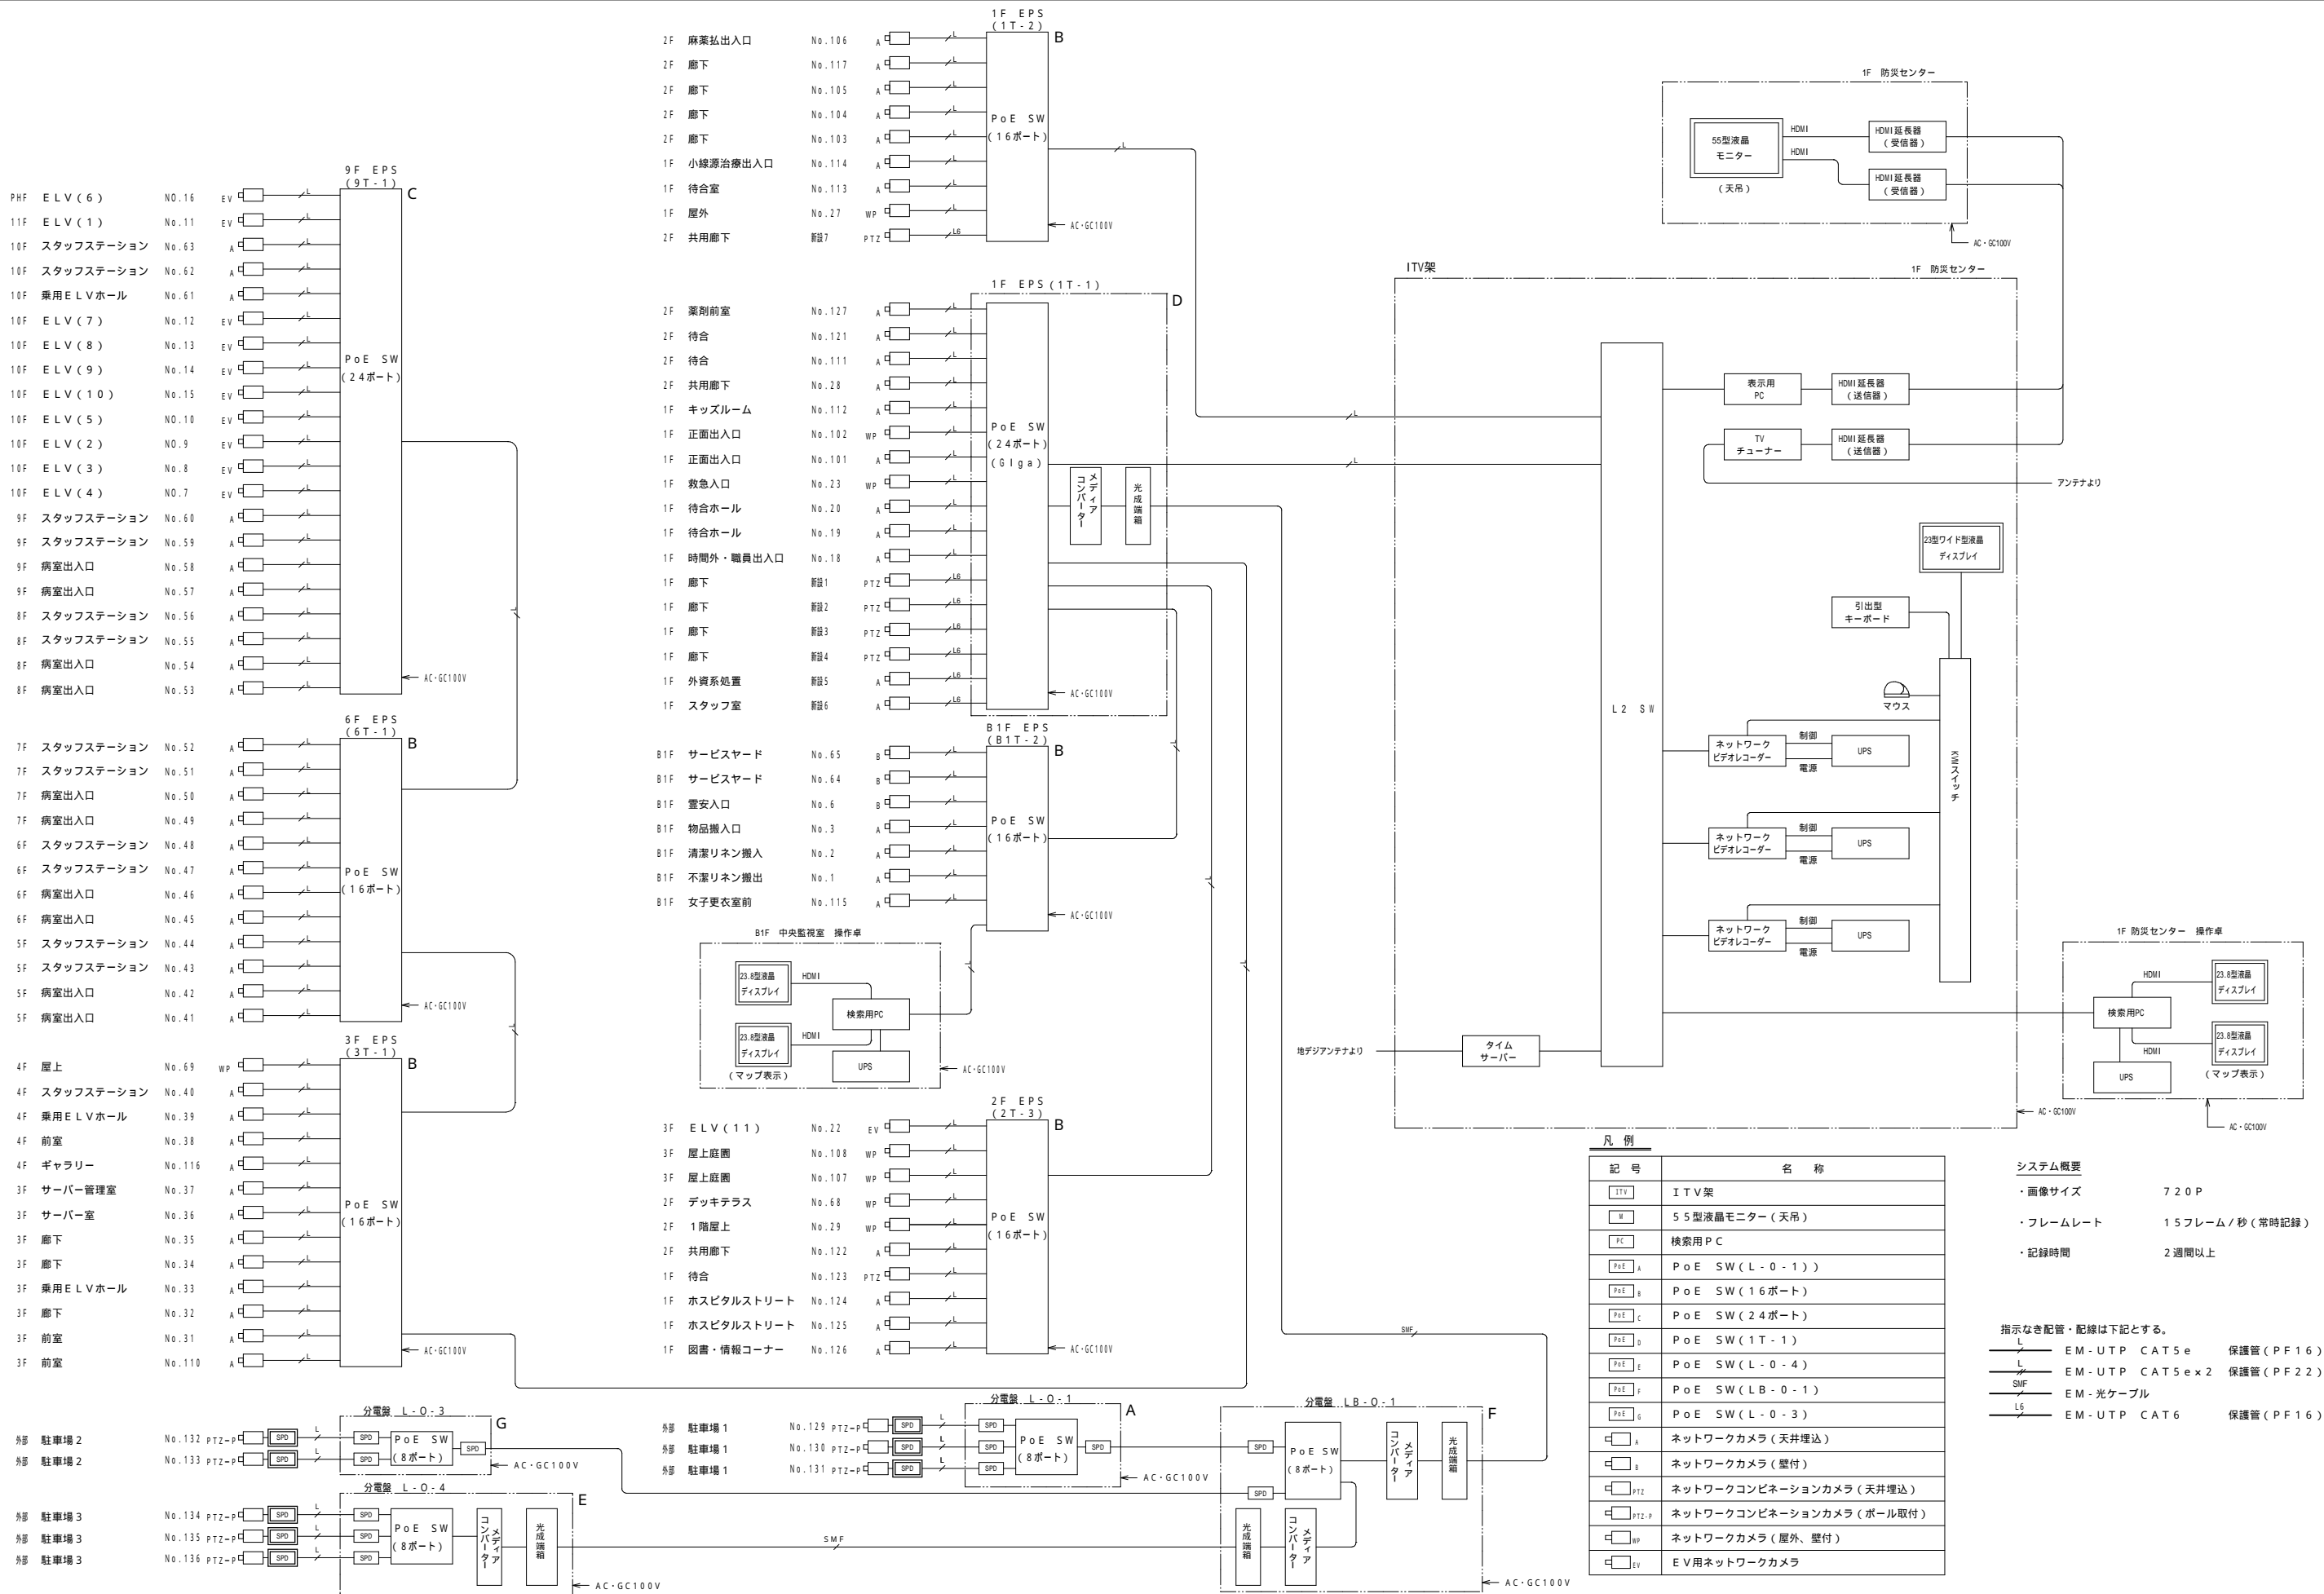 9F EPS
(9T-1)
C
PHF ELV(6) NO.16 EV L
11F ELV(1) No.11 EV L
10F スタッフステーション No.63 A L
10F スタッフステーション No.62 A L
10F 乗用ELVホール No.61 A L
10F ELV(7) No.12 EV L
10F ELV(8) No.13 EV L
10F ELV(9) No.14 EV L
10F ELV(10) No.15 EV L
10F ELV(5) NO.10 EV L
10F ELV(2) NO.9 EV L
10F ELV(3) No.8 EV L
10F ELV(4) NO.7 EV L
9F スタッフステーション No.60 A L
9F スタッフステーション No.59 A L
9F 病室出入口 No.58 A L
9F 病室出入口 No.57 A L
8F スタッフステーション No.56 A L
8F スタッフステーション No.55 A L
8F 病室出入口 No.54 A L
8F 病室出入口 No.53 A L
PoE SW
(24ポート)
AC・GC100V
L
6F EPS
(6T-1)
B
7F スタッフステーション No.52 A L
7F スタッフステーション No.51 A L
7F 病室出入口 No.50 A L
7F 病室出入口 No.49 A L
6F スタッフステーション No.48 A L
6F スタッフステーション No.47 A L
6F 病室出入口 No.46 A L
6F 病室出入口 No.45 A L
5F スタッフステーション No.44 A L
5F スタッフステーション No.43 A L
5F 病室出入口 No.42 A L
5F 病室出入口 No.41 A L
PoE SW
(16ポート)
AC・GC100V
L
3F EPS
(3T-1)
B
4F 屋上 No.69 WP L
4F スタッフステーション No.40 A L
4F 乗用ELVホール No.39 A L
4F 前室 No.38 A L
4F ギャラリー No.116 A L
3F サーバー管理室 No.37 A L
3F サーバー室 No.36 A L
3F 廊下 No.35 A L
3F 廊下 No.34 A L
3F 乗用ELVホール No.33 A L
3F 廊下 No.32 A L
3F 前室 No.31 A L
3F 前室 No.110 A L
PoE SW
(16ポート)
AC・GC100V
分電盤 L-O-3
G
外部 駐車場2 No.132 PTZ-P SPD L SPD
外部 駐車場2 No.133 PTZ-P SPD L SPD
PoE SW
(8ポート)
SPD
AC・GC100V
分電盤 L-O-4
E
外部 駐車場3 No.134 PTZ-P SPD L SPD
外部 駐車場3 No.135 PTZ-P SPD L SPD
外部 駐車場3 No.136 PTZ-P SPD L SPD
PoE SW
(8ポート)
メディア
コンバーター
光成端箱
SMF
AC・GC100V
1F EPS
(1T-2)
B
2F 麻薬払出入口 No.106 A L
2F 廊下 No.117 A L
2F 廊下 No.105 A L
2F 廊下 No.104 A L
2F 廊下 No.103 A L
1F 小線源治療出入口 No.114 A L
1F 待合室 No.113 A L
1F 屋外 No.27 WP L
2F 共用廊下 新設7 PTZ L6
PoE SW
(16ポート)
AC・GC100V
L
L
1F EPS(1T-1)
D
2F 薬剤前室 No.127 A L
2F 待合 No.121 A L
2F 待合 No.111 A L
2F 共用廊下 No.28 A L
1F キッズルーム No.112 A L
1F 正面出入口 No.102 WP L
1F 正面出入口 No.101 A L
1F 救急入口 No.23 WP L
1F 待合ホール No.20 A L
1F 待合ホール No.19 A L
1F 時間外・職員出入口 No.18 A L
1F 廊下 新設1 PTZ L6
1F 廊下 新設2 PTZ L6
1F 廊下 新設3 PTZ L6
1F 廊下 新設4 PTZ L6
1F 外資系処置 新設5 A L6
1F スタッフ室 新設6 A L6
PoE SW
(24ポート)
(GIga)
メディア
コンバーター
光成端箱
AC・GC100V
L
B1F EPS
(B1T-2)
B
B1F サービスヤード No.65 B L
B1F サービスヤード No.64 B L
B1F 霊安入口 No.6 B L
B1F 物品搬入口 No.3 A L
B1F 清潔リネン搬入 No.2 A L
B1F 不潔リネン搬出 No.1 A L
B1F 女子更衣室前 No.115 A L
PoE SW
(16ポート)
AC・GC100V
L
L
L
L
B1F 中央監視室 操作卓
23.8型液晶
ディスプレイ
HDMI
検索用PC
23.8型液晶
ディスプレイ
HDMI
(マップ表示)
UPS
AC・GC100V
2F EPS
(2T-3)
B
3F ELV(11) No.22 EV L
3F 屋上庭園 No.108 WP L
3F 屋上庭園 No.107 WP L
2F デッキテラス No.68 WP L
2F 1階屋上 No.29 WP L
2F 共用廊下 No.122 A L
1F 待合 No.123 PTZ L
1F ホスピタルストリート No.124 A L
1F ホスピタルストリート No.125 A L
1F 図書・情報コーナー No.126 A L
PoE SW
(16ポート)
AC・GC100V
分電盤 L-O-1
A
外部 駐車場1 No.129 PTZ-P SPD L SPD
外部 駐車場1 No.130 PTZ-P SPD L SPD
外部 駐車場1 No.131 PTZ-P SPD L SPD
PoE SW
(8ポート)
SPD
AC・GC100V
分電盤 LB-O-1
F
SPD
SPD
PoE SW
(8ポート)
メディア
コンバーター
光成端箱
光成端箱
メディア
コンバーター
SMF
AC・GC100V
1F 防災センター
55型液晶
モニター
(天吊)
HDMI
HDMI
HDMI延長器
(受信器)
HDMI延長器
(受信器)
AC・GC100V
ITV架
1F 防災センター
L2 SW
表示用
PC
HDMI延長器
(送信器)
TV
チューナー
HDMI延長器
(送信器)
アンテナより
23型ワイド型液晶
ディスプレイ
引出型
キーボード
マウス
KWスイッチ
ネットワーク
ビデオレコーダー
制御
電源
UPS
ネットワーク
ビデオレコーダー
制御
電源
UPS
ネットワーク
ビデオレコーダー
制御
電源
UPS
地デジアンテナより
タイム
サーバー
AC・GC100V
1F 防災センター 操作卓
検索用PC
HDMI
23.8型液晶
ディスプレイ
HDMI
23.8型液晶
ディスプレイ
(マップ表示)
UPS
AC・GC100V
凡 例
記 号 名 称
ITV ITV架
M 55型液晶モニター(天吊)
PC 検索用PC
PoE A PoE SW(L-0-1))
PoE B PoE SW(16ポート)
PoE C PoE SW(24ポート)
PoE D PoE SW(1T-1)
PoE E PoE SW(L-0-4)
PoE F PoE SW(LB-0-1)
PoE G PoE SW(L-0-3)
A ネットワークカメラ(天井埋込)
B ネットワークカメラ(壁付)
PTZ ネットワークコンビネーションカメラ(天井埋込)
PTZ-P ネットワークコンビネーションカメラ(ポール取付)
WP ネットワークカメラ(屋外、壁付)
EV EV用ネットワークカメラ
システム概要
・画像サイズ 720P
・フレームレート 15フレーム/秒(常時記録)
・記録時間 2週間以上
指示なき配管・配線は下記とする。
L EM-UTP CAT5e 保護管(PF16)
L EM-UTP CAT5ex2 保護管(PF22)
SMF EM-光ケーブル
L6 EM-UTP CAT6 保護管(PF16)